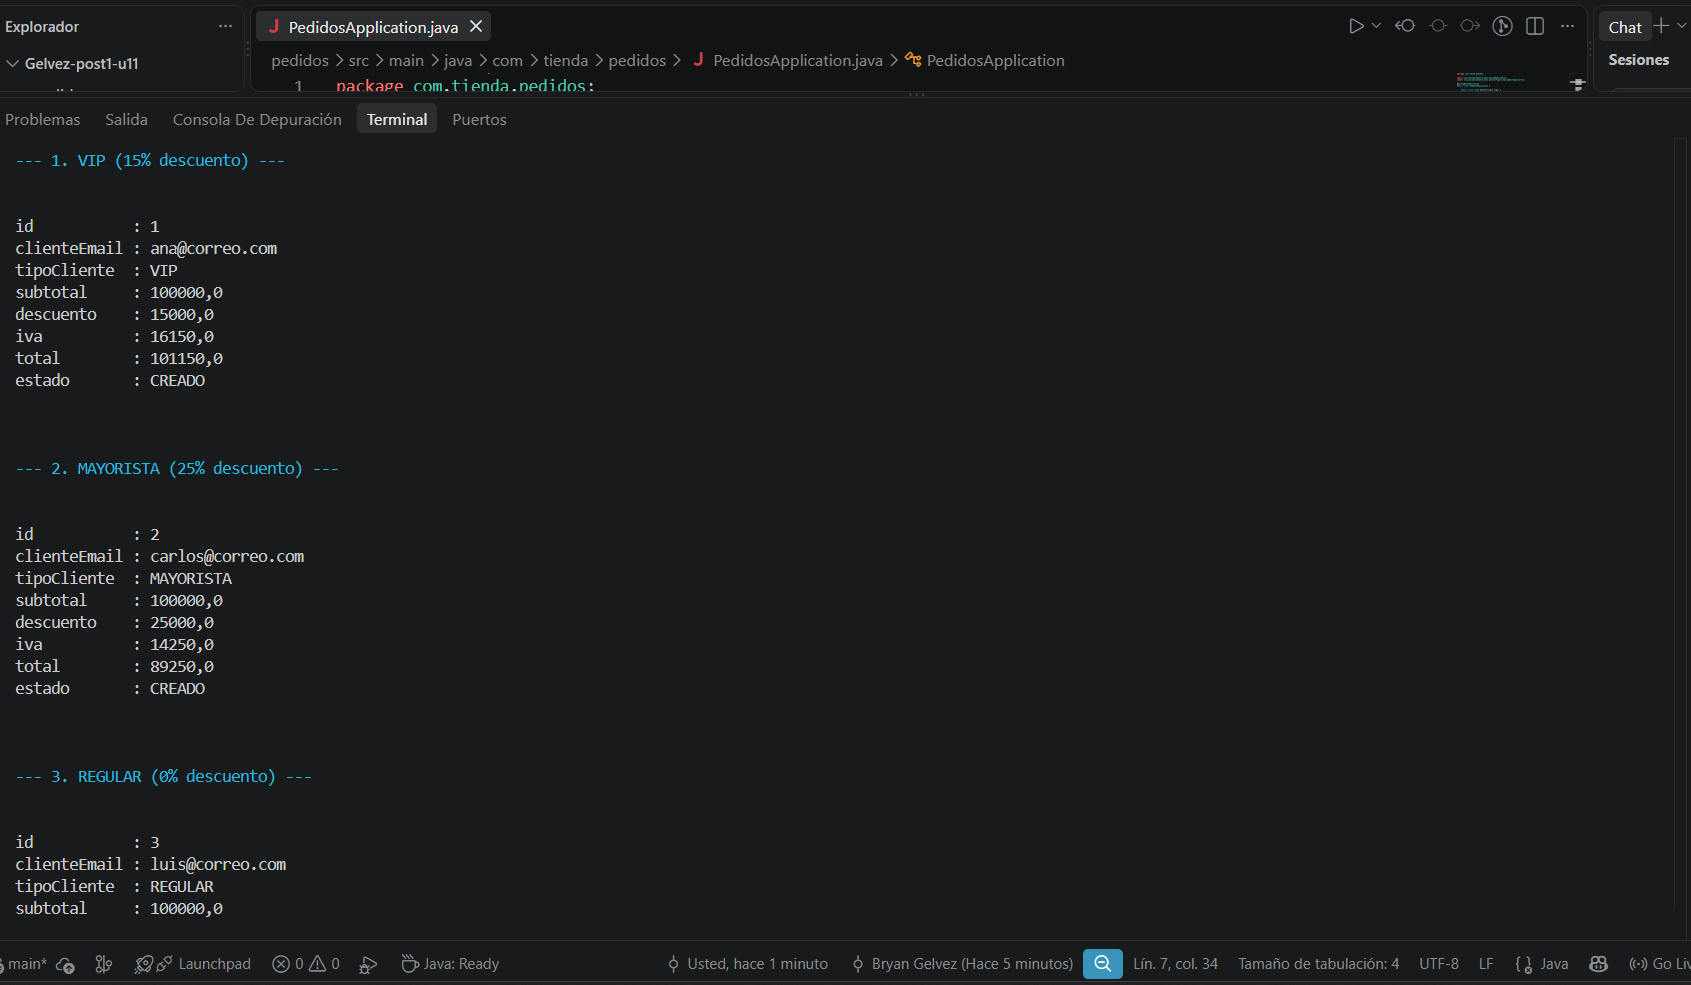 Explorador ···
Gelvez-post1-u11
PedidosApplication.java
pedidos > src > main > java > com > tienda > pedidos > PedidosApplication.java > PedidosApplication
1 package com.tienda.pedidos;
Chat
Sesiones
Problemas Salida Consola De Depuración Terminal Puertos
--- 1. VIP (15% descuento) ---
id : 1
clienteEmail : ana@correo.com
tipoCliente : VIP
subtotal : 100000,0
descuento : 15000,0
iva : 16150,0
total : 101150,0
estado : CREADO
--- 2. MAYORISTA (25% descuento) ---
id : 2
clienteEmail : carlos@correo.com
tipoCliente : MAYORISTA
subtotal : 100000,0
descuento : 25000,0
iva : 14250,0
total : 89250,0
estado : CREADO
--- 3. REGULAR (0% descuento) ---
id : 3
clienteEmail : luis@correo.com
tipoCliente : REGULAR
subtotal : 100000,0
main* Launchpad 0 0 Java: Ready Usted, hace 1 minuto Bryan Gelvez (Hace 5 minutos) Lín. 7, col. 34 Tamaño de tabulación: 4 UTF-8 LF Java Go